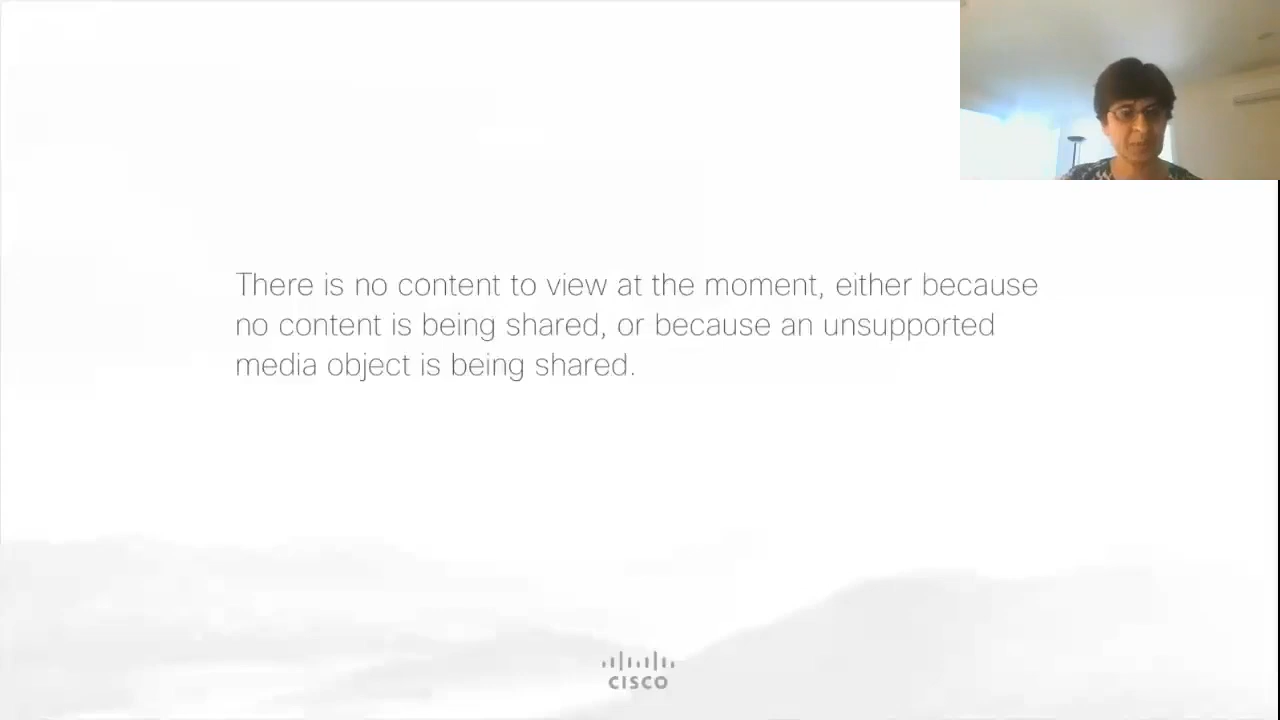 There is no content to view at the moment, either because
no content is being shared, or because an unsupported
media object is being shared.
CISCO